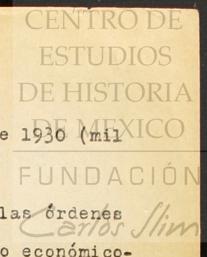 CENTRO DE
ESTUDIOS
DE HISTORIA
DE MEXICO
e 1930 (mil
FUNDACIÓN
las órdenes
Carlos Slim
o económico-